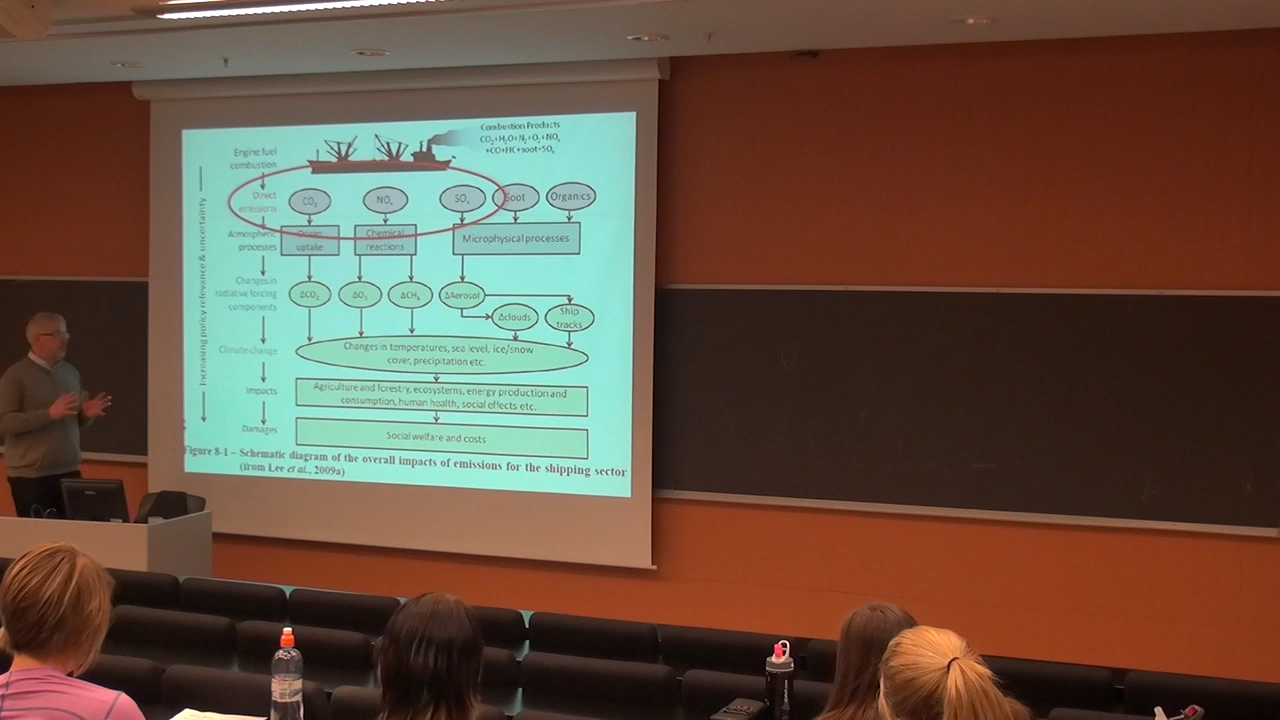 Combustion Products
CO₂+H₂O+N₂+O₂+NOₓ
+CO+HC+soot+SOₓ
Engine fuel
combustion
Direct
emissions
CO₂
NOₓ
SOₓ
Soot
Organics
Atmospheric
processes
Ocean
uptake
Chemical
reactions
Microphysical processes
Changes in
radiative forcing
components
ΔCO₂
ΔO₃
ΔCH₄
ΔAerosol
Δclouds
Ship
tracks
Climate change
Changes in temperatures, sea level, ice/snow
cover, precipitation etc.
Impacts
Agriculture and forestry, ecosystems, energy production and
consumption, human health, social effects etc.
Damages
Social welfare and costs
Increasing policy relevance & uncertainty
Figure 8-1 – Schematic diagram of the overall impacts of emissions for the shipping sector
(from Lee et al., 2009a)